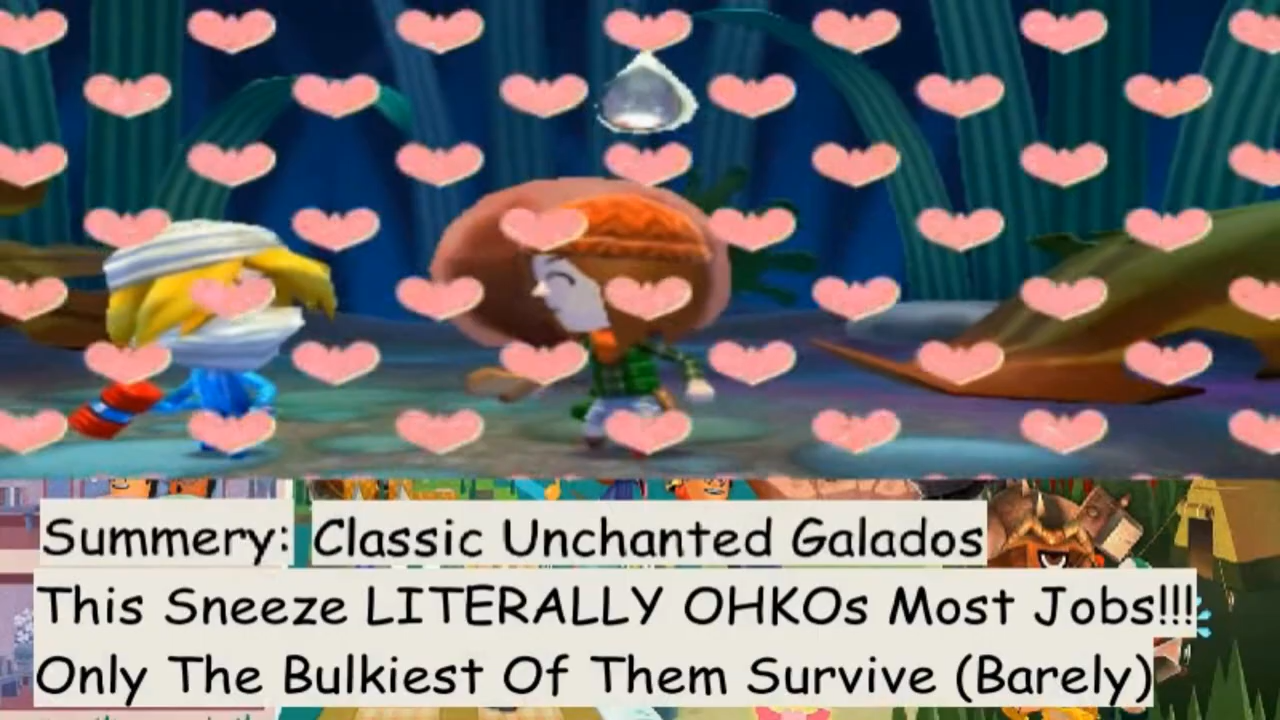 Summery: Classic Unchanted Galados
This Sneeze LITERALLY OHKOs Most Jobs!!!
Only The Bulkiest Of Them Survive (Barely)